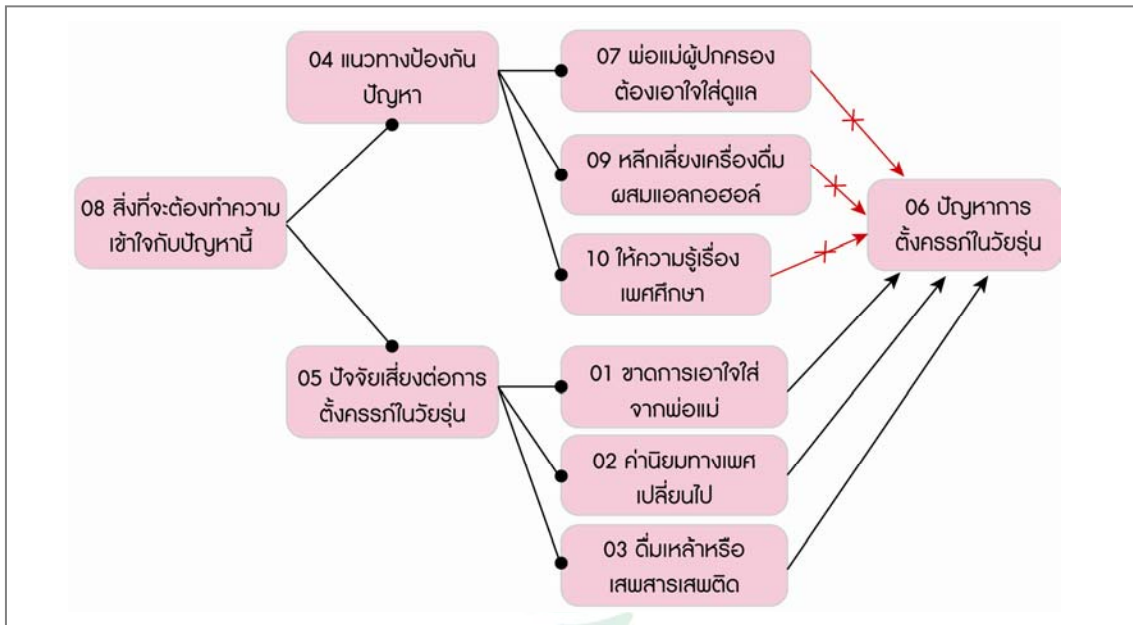 04 แนวทางป้องกัน
ปัญหา
07 พ่อแม่ผู้ปกครอง
ต้องเอาใจใส่ดูแล
09 หลีกเลี่ยงเครื่องดื่ม
ผสมแอลกอฮอล์
08 สิ่งที่จะต้องทำความ
เข้าใจกับปัญหานี้
06 ปัญหาการ
ตั้งครรภ์ในวัยรุ่น
10 ให้ความรู้เรื่อง
เพศศึกษา
05 ปัจจัยเสี่ยงต่อการ
ตั้งครรภ์ในวัยรุ่น
01 ขาดการเอาใจใส่
จากพ่อแม่
02 ค่านิยมทางเพศ
เปลี่ยนไป
03 ดื่มเหล้าหรือ
เสพสารเสพติด